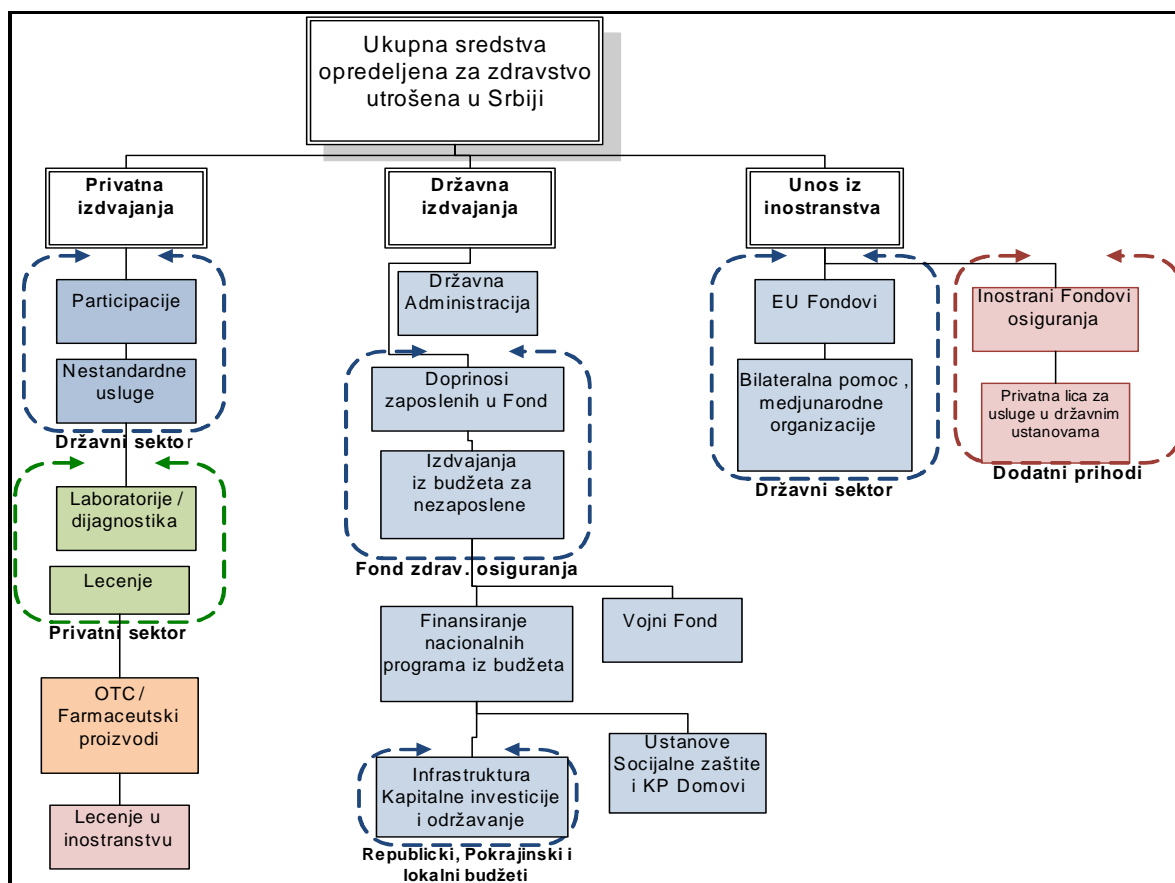 Ukupna sredstva
opredeljena za zdravstvo
utrošena u Srbiji
Privatna
izdvajanja
Državna
izdvajanja
Unos iz
inostranstva
Participacije
Nestandardne
usluge
Državni sektor
Laboratorije /
dijagnostika
Lecenje
Privatni sektor
OTC /
Farmaceutski
proizvodi
Lecenje u
inostranstvu
Državna
Administracija
Doprinosi
zaposlenih u Fond
Izdvajanja
iz budžeta za
nezaposlene
Fond zdrav. osiguranja
Finansiranje
nacionalnih
programa iz budžeta
Vojni Fond
Ustanove
Socijalne zaštite
i KP Domovi
Infrastruktura
Kapitalne investicije
i održavanje
Republicki, Pokrajinski i
lokalni budžeti
EU Fondovi
Bilateralna pomoc ,
medjunarodne
organizacije
Državni sektor
Inostrani Fondovi
osiguranja
Privatna lica za
usluge u državnim
ustanovama
Dodatni prihodi